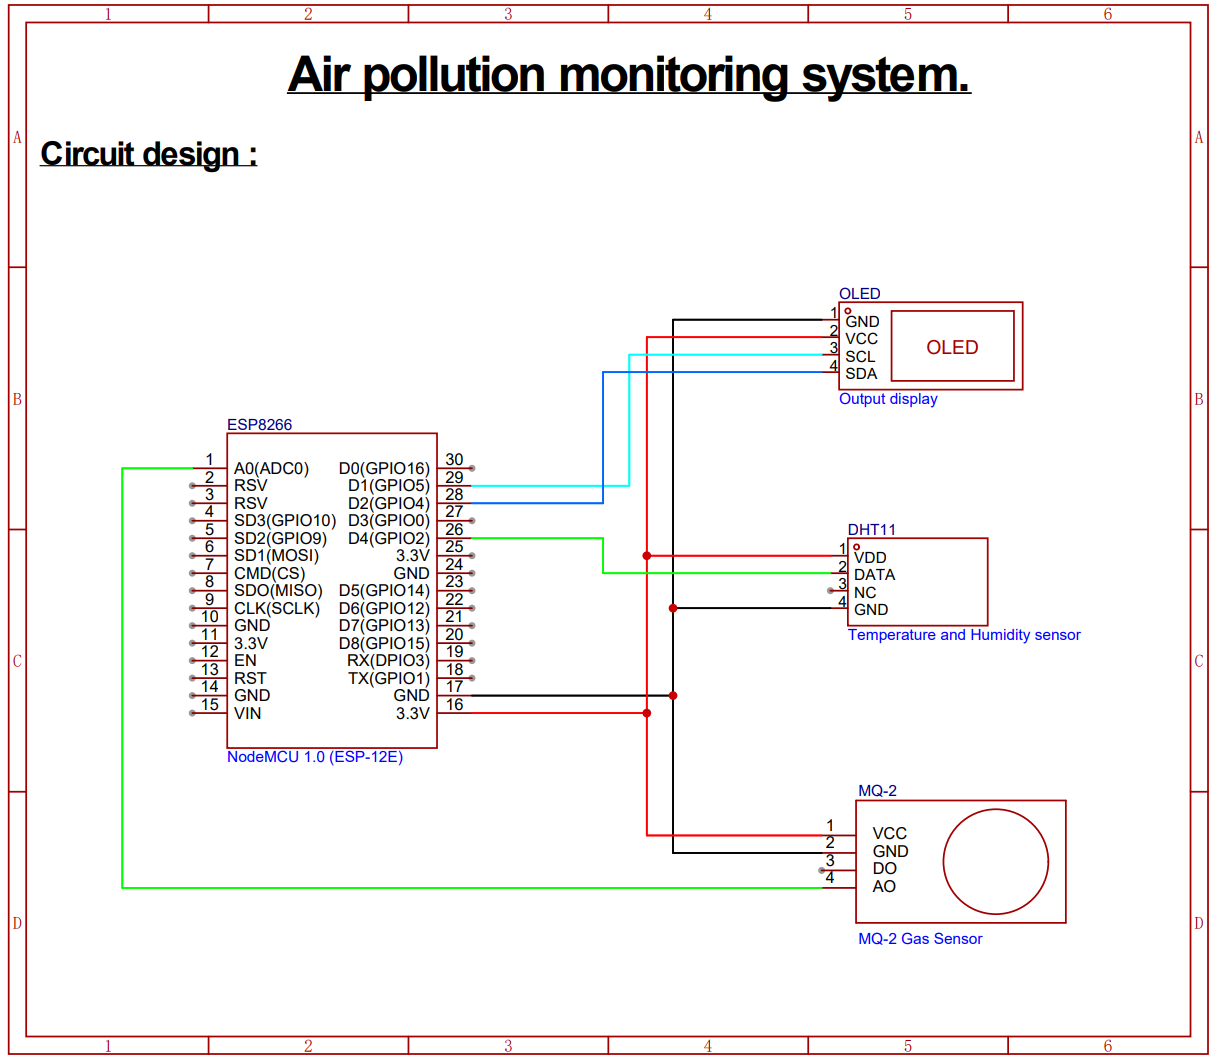 1 2 3 4 5 6
Air pollution monitoring system.
A A
Circuit design :
OLED
1 GND
2 VCC
3 SCL
4 SDA
OLED
Output display
B B
ESP8266
1 A0(ADC0) D0(GPIO16) 30
2 RSV D1(GPIO5) 29
3 RSV D2(GPIO4) 28
4 SD3(GPIO10) D3(GPIO0) 27
5 SD2(GPIO9) D4(GPIO2) 26
6 SD1(MOSI) 3.3V 25
7 CMD(CS) GND 24
8 SDO(MISO) D5(GPIO14) 23
9 CLK(SCLK) D6(GPIO12) 22
10 GND D7(GPIO13) 21
11 3.3V D8(GPIO15) 20
12 EN RX(DPIO3) 19
13 RST TX(GPIO1) 18
14 GND GND 17
15 VIN 3.3V 16
NodeMCU 1.0 (ESP-12E)
DHT11
1 VDD
2 DATA
3 NC
4 GND
Temperature and Humidity sensor
C C
MQ-2
1 VCC
2 GND
3 DO
4 AO
MQ-2 Gas Sensor
D D
1 2 3 4 5 6